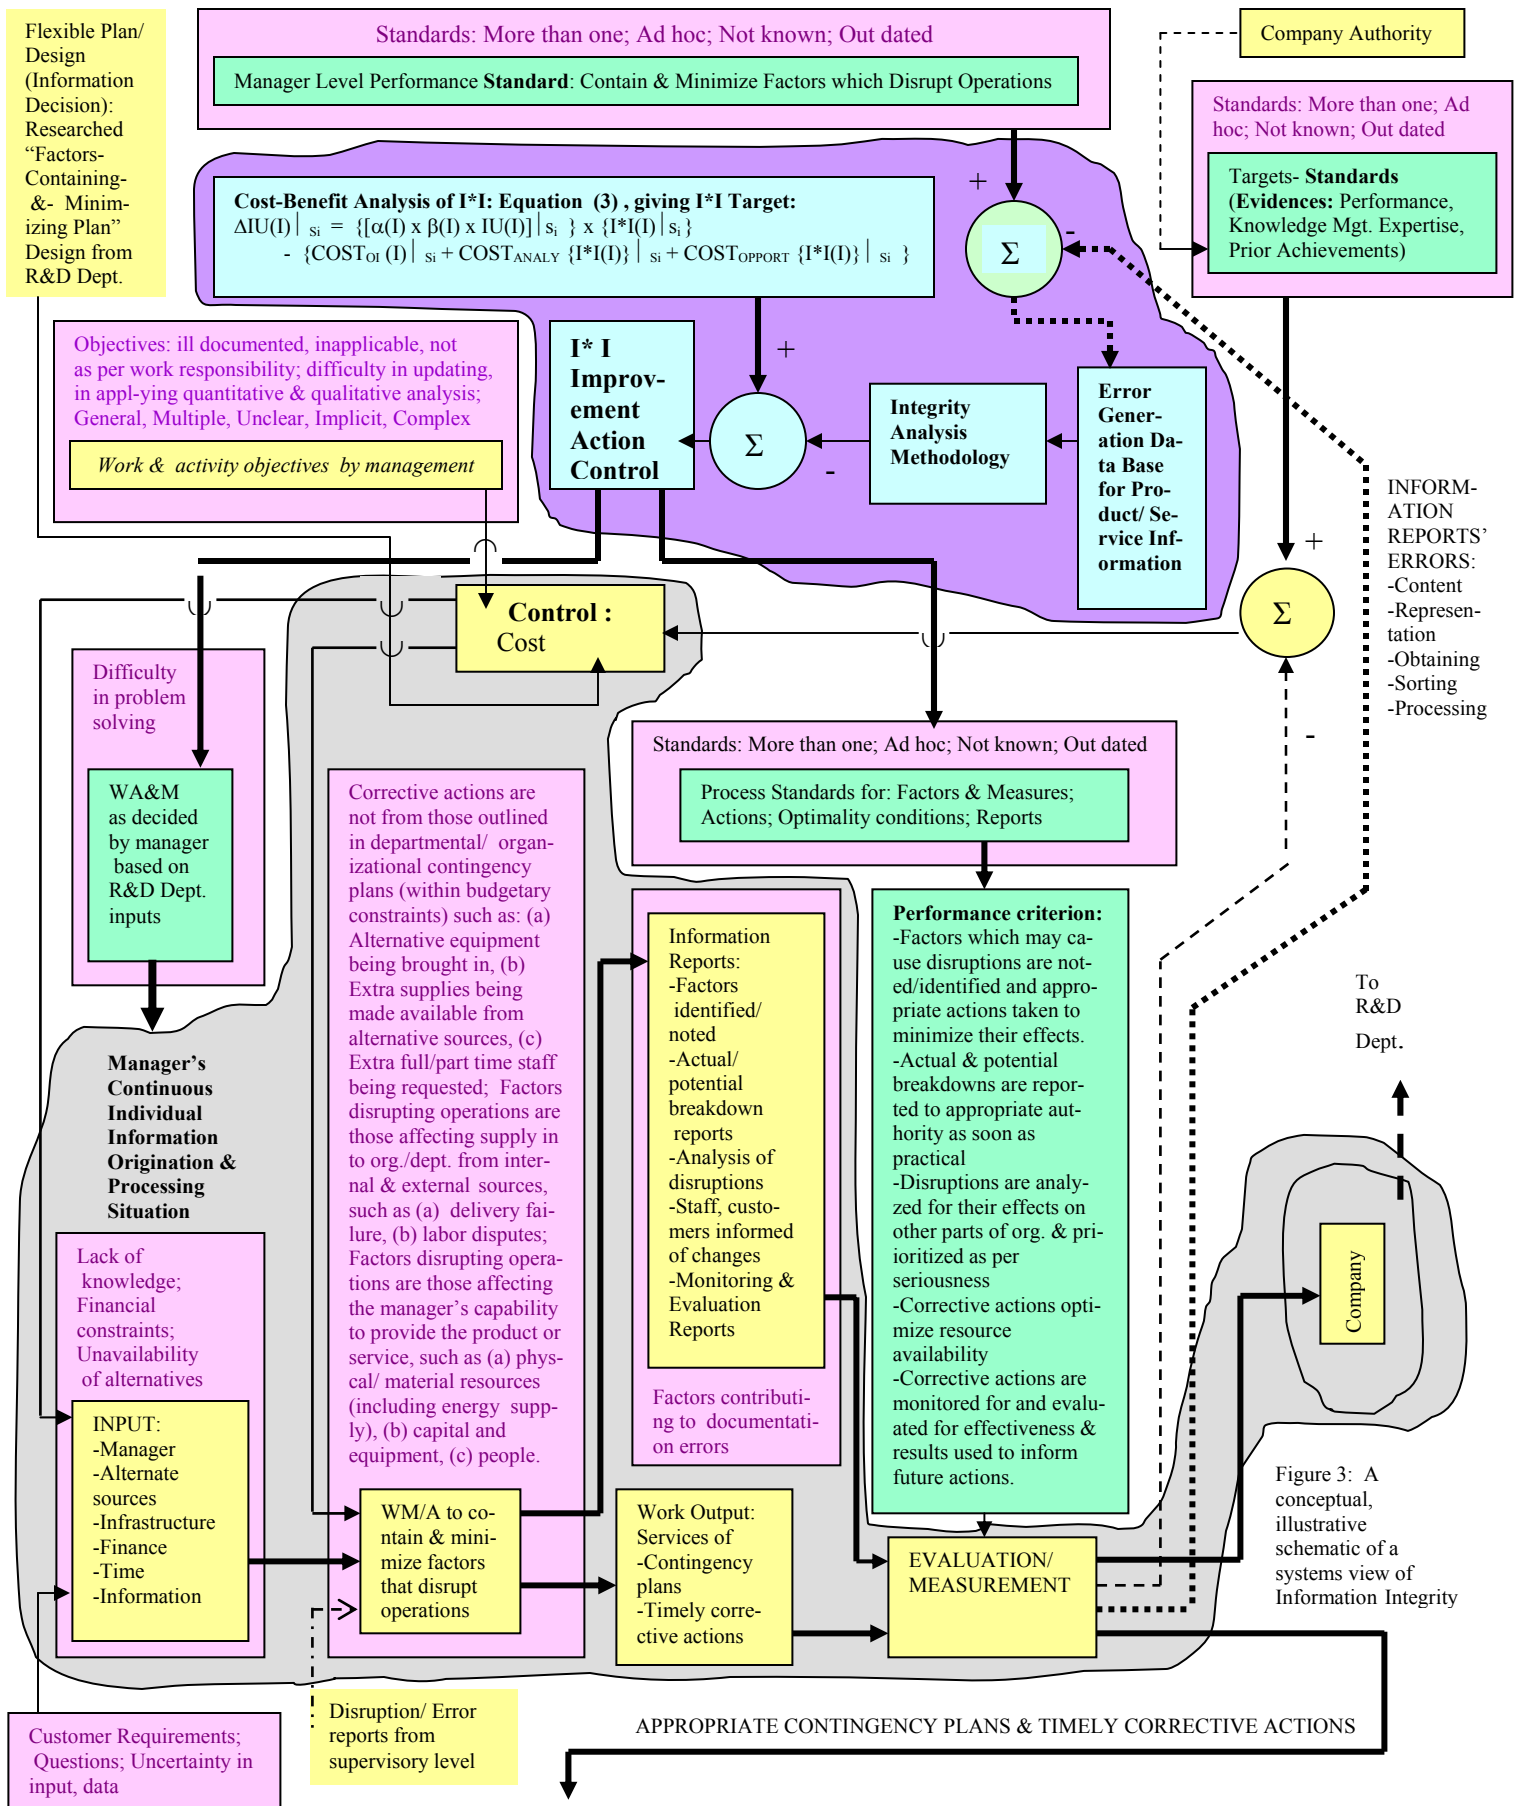 Flexible Plan/
Design
(Information
Decision):
Researched
“Factors-
Containing-
&- Minim-
izing Plan”
Design from
R&D Dept.
Standards: More than one; Ad hoc; Not known; Out dated
Manager Level Performance Standard: Contain & Minimize Factors which Disrupt Operations
Company Authority
Standards: More than one; Ad
hoc; Not known; Out dated
Targets- Standards
(Evidences: Performance,
Knowledge Mgt. Expertise,
Prior Achievements)
Cost-Benefit Analysis of I*I: Equation (3) , giving I*I Target:
ΔIU(I)│ Si = {[α(I) x β(I) x IU(I)]│si } x {I*I(I)│si}
- {COSTOI (I)│ Si + COSTANALY {I*I(I)}│ Si + COSTOPPORT {I*I(I)}│ Si }
+
-
Σ
Objectives: ill documented, inapplicable, not
as per work responsibility; difficulty in updating,
in appl-ying quantitative & qualitative analysis;
General, Multiple, Unclear, Implicit, Complex
Work & activity objectives by management
I* I
Improv-
ement
Action
Control
+
Σ
-
Integrity
Analysis
Methodology
Error
Gener-
ation Da-
ta Base
for Pro-
duct/ Se-
rvice Inf-
ormation
INFORM-
ATION
REPORTS’
ERRORS:
-Content
-Represen-
tation
-Obtaining
-Sorting
-Processing
+
Σ
-
Control :
Cost
Difficulty
in problem
solving
WA&M
as decided
by manager
based on
R&D Dept.
inputs
Standards: More than one; Ad hoc; Not known; Out dated
Process Standards for: Factors & Measures;
Actions; Optimality conditions; Reports
Corrective actions are
not from those outlined
in departmental/ organ-
izational contingency
plans (within budgetary
constraints) such as: (a)
Alternative equipment
being brought in, (b)
Extra supplies being
made available from
alternative sources, (c)
Extra full/part time staff
being requested; Factors
disrupting operations are
those affecting supply in
to org./dept. from inter-
nal & external sources,
such as (a) delivery fai-
lure, (b) labor disputes;
Factors disrupting opera-
tions are those affecting
the manager’s capability
to provide the product or
service, such as (a) phys-
cal/ material resources
(including energy supp-
ly), (b) capital and
equipment, (c) people.
Information
Reports:
-Factors
identified/
noted
-Actual/
potential
breakdown
reports
-Analysis of
disruptions
-Staff, custo-
mers informed
of changes
-Monitoring &
Evaluation
Reports
Factors contributi-
ng to documentati-
on errors
Performance criterion:
-Factors which may ca-
use disruptions are not-
ed/identified and appro-
priate actions taken to
minimize their effects.
-Actual & potential
breakdowns are repor-
ted to appropriate aut-
hority as soon as
practical
-Disruptions are analy-
zed for their effects on
other parts of org. & pri-
oritized as per
seriousness
-Corrective actions opti-
mize resource
availability
-Corrective actions are
monitored for and evalu-
ated for effectiveness &
results used to inform
future actions.
To
R&D
Dept.
Company
Manager’s
Continuous
Individual
Information
Origination &
Processing
Situation
Lack of
knowledge;
Financial
constraints;
Unavailability
of alternatives
INPUT:
-Manager
-Alternate
sources
-Infrastructure
-Finance
-Time
-Information
WM/A to co-
ntain & mini-
mize factors
that disrupt
operations
Work Output:
Services of
-Contingency
plans
-Timely corre-
ctive actions
EVALUATION/
MEASUREMENT
Figure 3: A
conceptual,
illustrative
schematic of a
systems view of
Information Integrity
Customer Requirements;
Questions; Uncertainty in
input, data
Disruption/ Error
reports from
supervisory level
APPROPRIATE CONTINGENCY PLANS & TIMELY CORRECTIVE ACTIONS